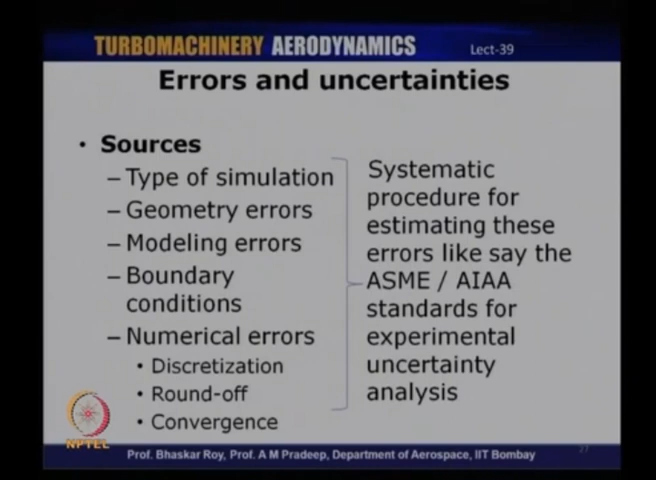 TURBOMACHINERY AERODYNAMICS Lect-39
Errors and uncertainties
• Sources
– Type of simulation
– Geometry errors
– Modeling errors
– Boundary
conditions
– Numerical errors
• Discretization
• Round-off
• Convergence
Systematic
procedure for
estimating these
errors like say the
ASME / AIAA
standards for
experimental
uncertainty
analysis
NPTEL
Prof. Bhaskar Roy, Prof. A M Pradeep, Department of Aerospace, IIT Bombay
27